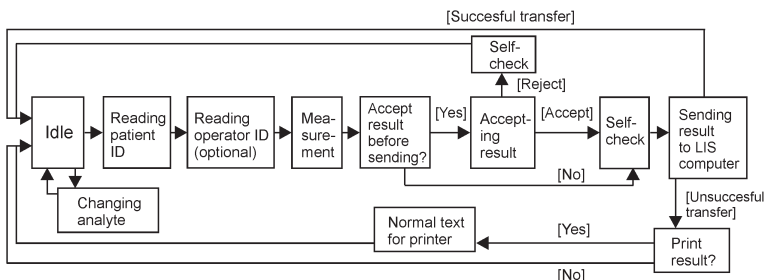 [Succesful transfer]
Self-
check
[Reject]
Idle
Reading
patient
ID
Reading
operator ID
(optional)
Mea-
sure-
ment
Accept
result
before
sending?
[Yes]
Accept-
ing
result
[Accept]
Self-
check
Sending
result
to LIS
computer
[No]
Changing
analyte
[Unsuccesful
transfer]
Normal text
for printer
[Yes]
Print
result?
[No]